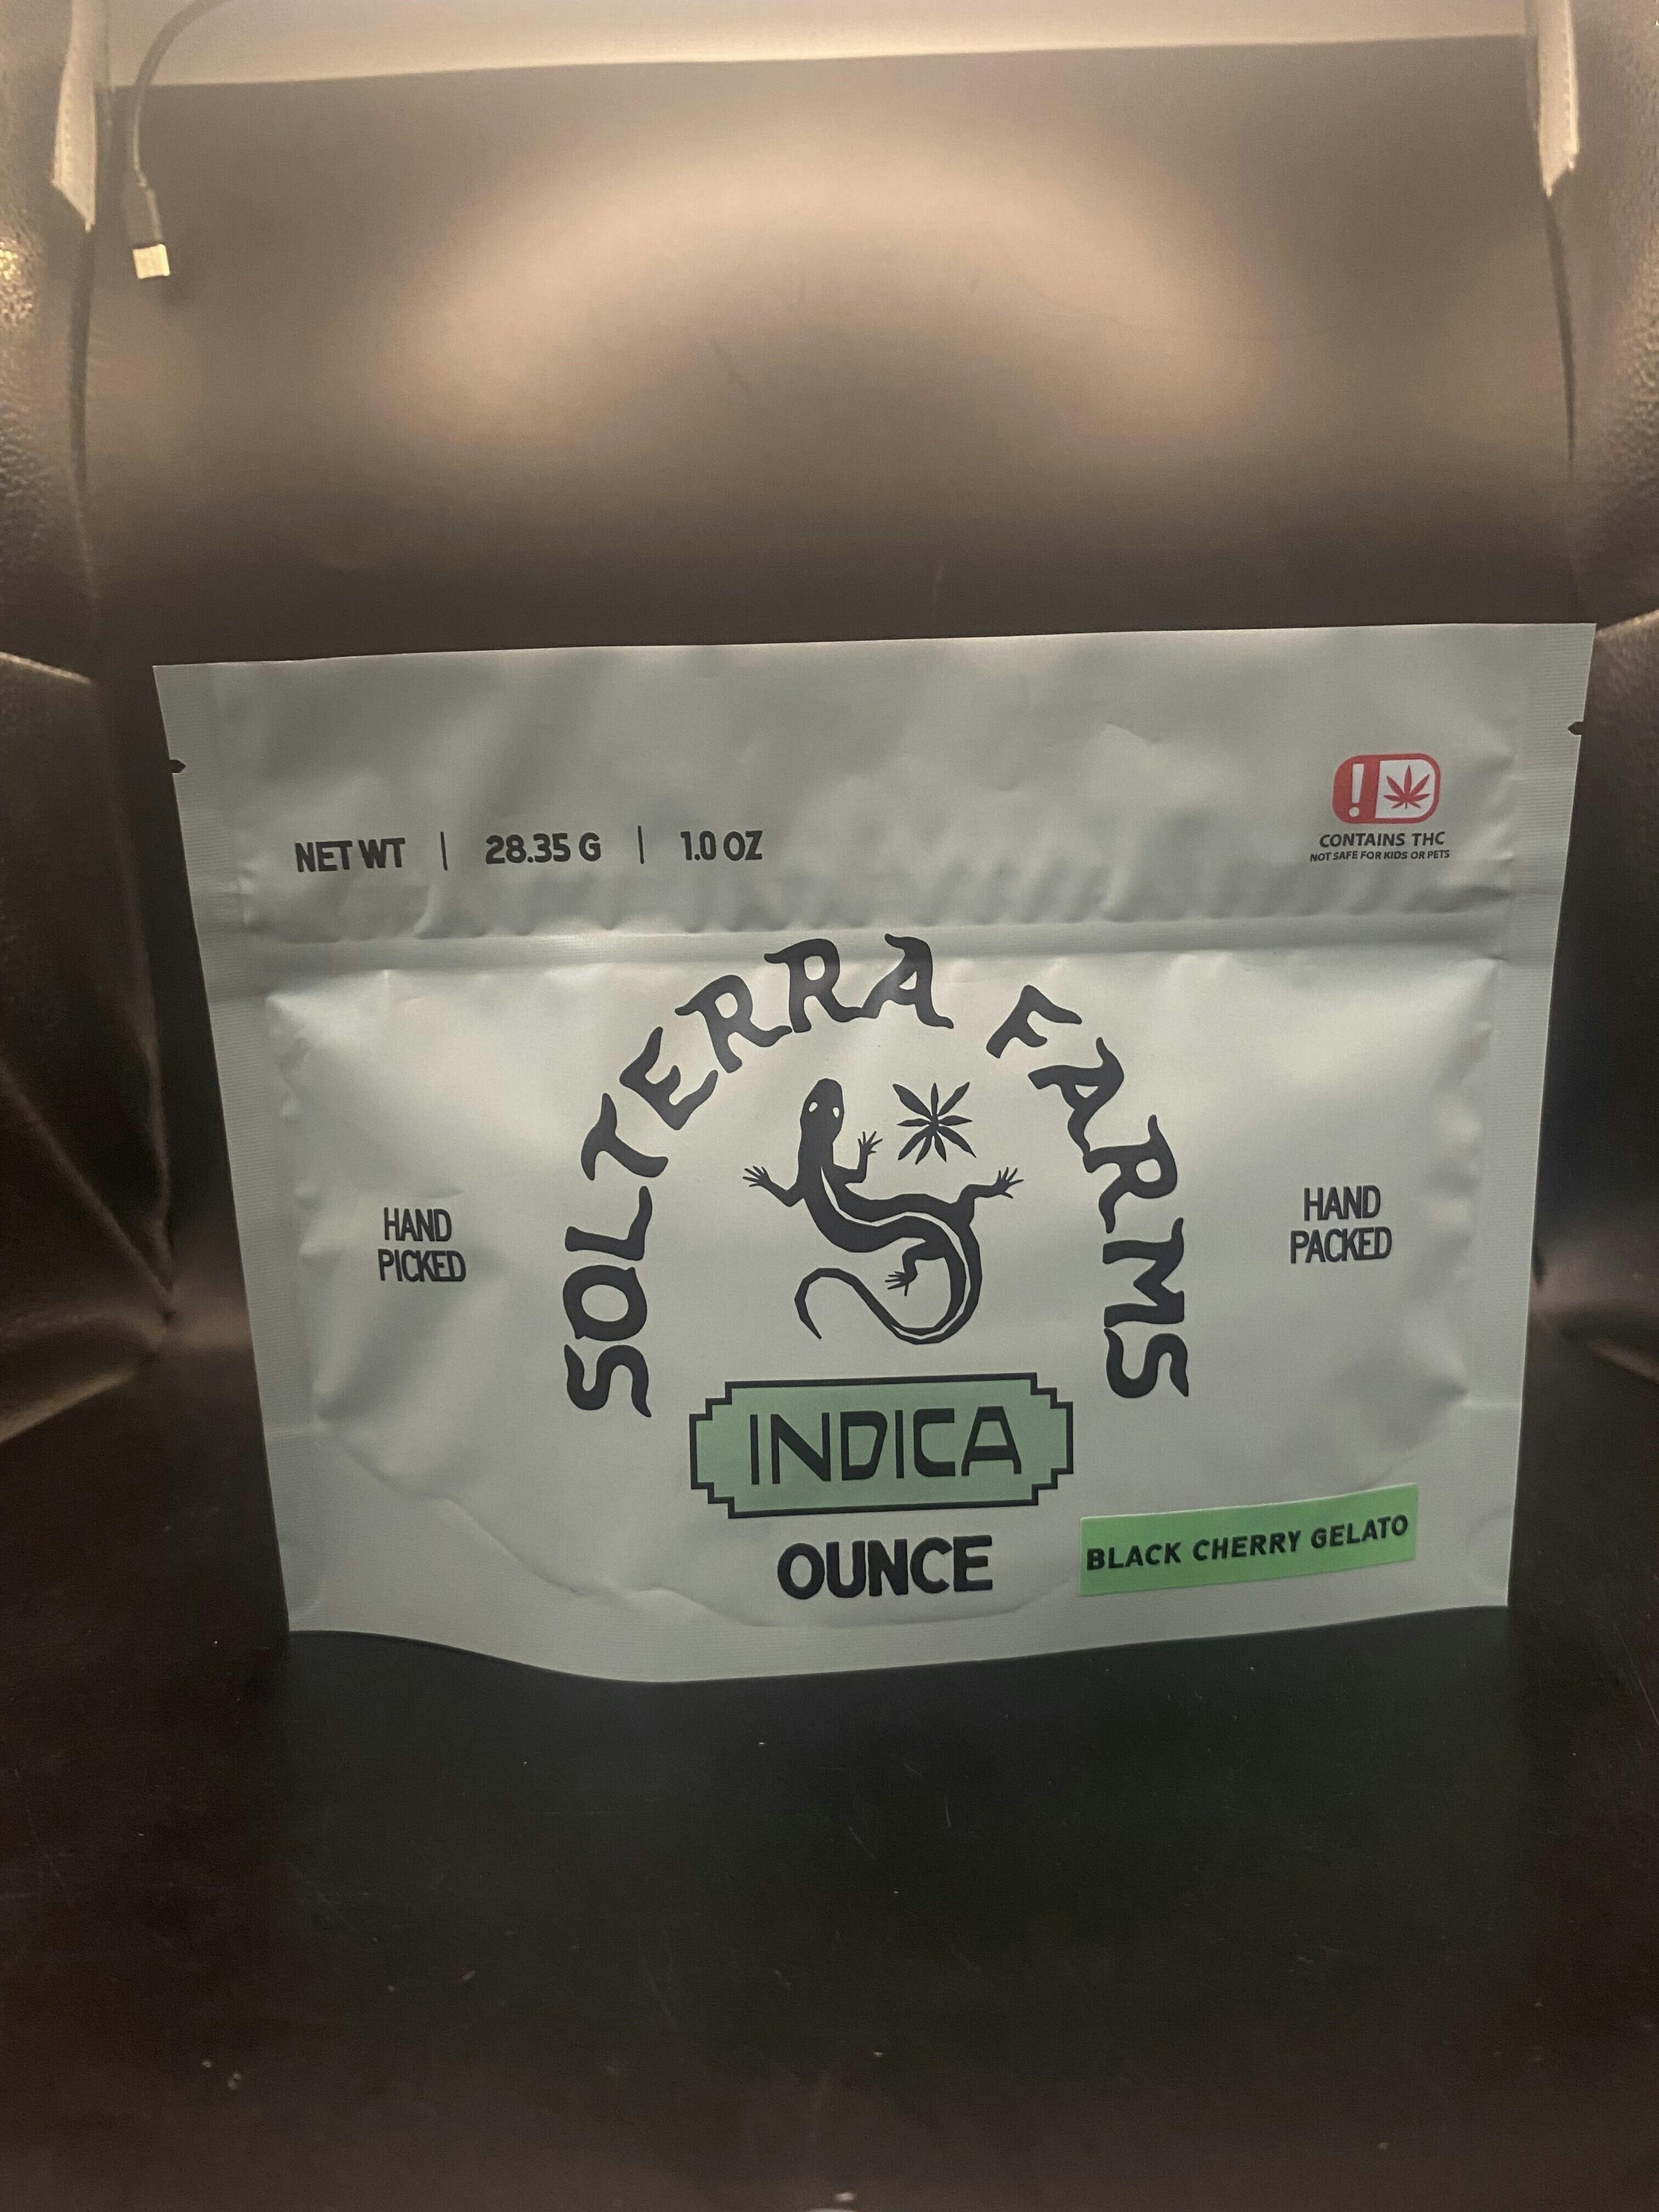 NET WT | 28.35 G | 1.0 OZ
CONTAINS THC
NOT SAFE FOR KIDS OR PETS
SOLTERRA FARMS
HAND
PICKED
HAND
PACKED
INDICA
OUNCE
BLACK CHERRY GELATO